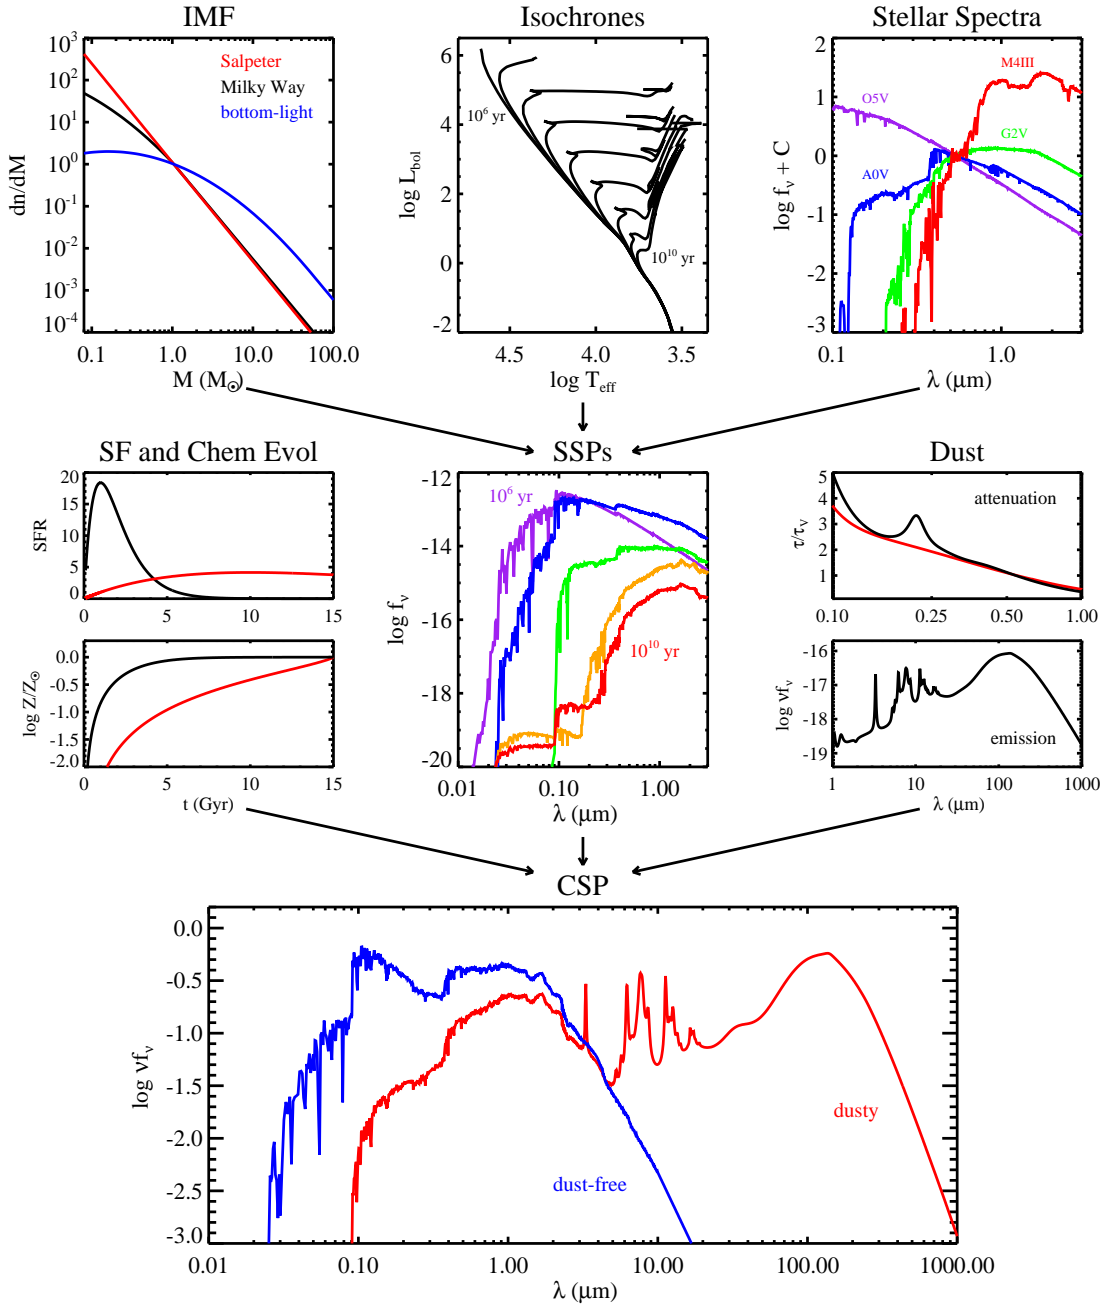 IMF
Isochrones
Stellar Spectra
10³
10²
10¹
10⁰
10⁻¹
10⁻²
10⁻³
10⁻⁴
dn/dM
Salpeter
Milky Way
bottom-light
0.1
1.0
10.0
100.0
M (M☉)
6
4
2
0
-2
log L_bol
10⁶ yr
10¹⁰ yr
4.5
4.0
3.5
log T_eff
2
1
0
-1
-2
-3
log f_ν + C
M4III
O5V
G2V
A0V
0.1
1.0
λ (μm)
SF and Chem Evol
SSPs
Dust
20
15
10
5
0
SFR
0
5
10
15
0.0
-0.5
-1.0
-1.5
-2.0
log Z/Z☉
0
5
10
15
t (Gyr)
-12
-14
-16
-18
-20
log f_ν
10⁶ yr
10¹⁰ yr
0.01
0.10
1.00
λ (μm)
5
4
3
2
1
τ/τ_V
attenuation
0.10
0.25
0.50
1.00
-16
-17
-18
-19
log νf_ν
emission
1
10
100
1000
λ (μm)
CSP
0.0
-0.5
-1.0
-1.5
-2.0
-2.5
-3.0
log νf_ν
dusty
dust-free
0.01
0.10
1.00
10.00
100.00
1000.00
λ (μm)